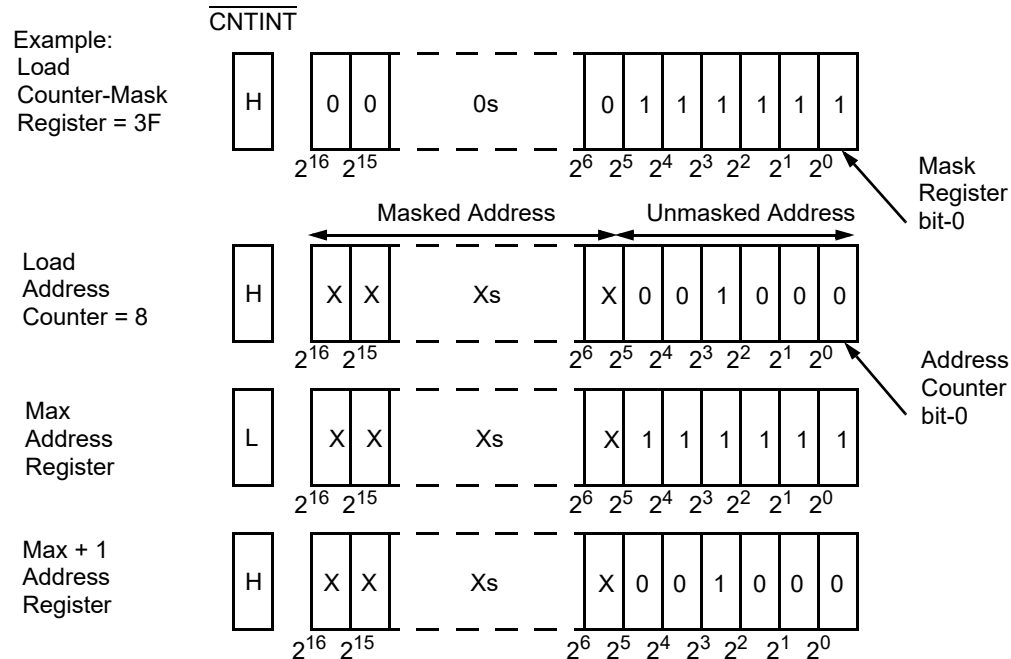 CNTINT
Example:
Load
Counter-Mask
Register = 3F
H 0 0 0s 0 1 1 1 1 1 1
2^16 2^15 2^6 2^5 2^4 2^3 2^2 2^1 2^0
Mask
Register
bit-0
Masked Address Unmasked Address
Load
Address
Counter = 8
H X X Xs X 0 0 1 0 0 0
2^16 2^15 2^6 2^5 2^4 2^3 2^2 2^1 2^0
Address
Counter
bit-0
Max
Address
Register
L X X Xs X 1 1 1 1 1 1
2^16 2^15 2^6 2^5 2^4 2^3 2^2 2^1 2^0
Max + 1
Address
Register
H X X Xs X 0 0 1 0 0 0
2^16 2^15 2^6 2^5 2^4 2^3 2^2 2^1 2^0